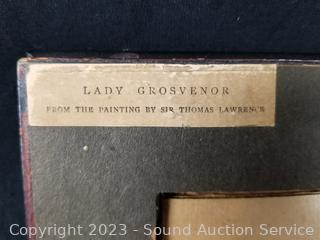 LADY GROSVENOR
FROM THE PAINTING BY SIR THOMAS LAWRENCE
Copyright 2023 - Sound Auction Service